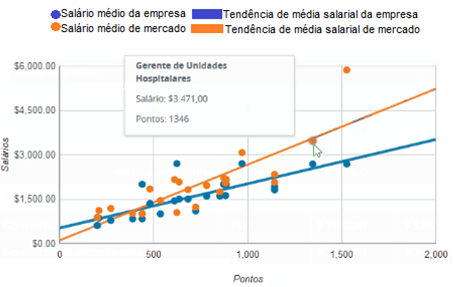 Salário médio da empresa Tendência de média salarial da empresa
Salário médio de mercado Tendência de média salarial de mercado
Gerente de Unidades
Hospitalares
Salário: $3.471,00
Pontos: 1346
$6,000.00
$4,500.00
$3,000.00
$1,500.00
$0.00
Salários
0 500 1,000 1,500 2,000
Pontos